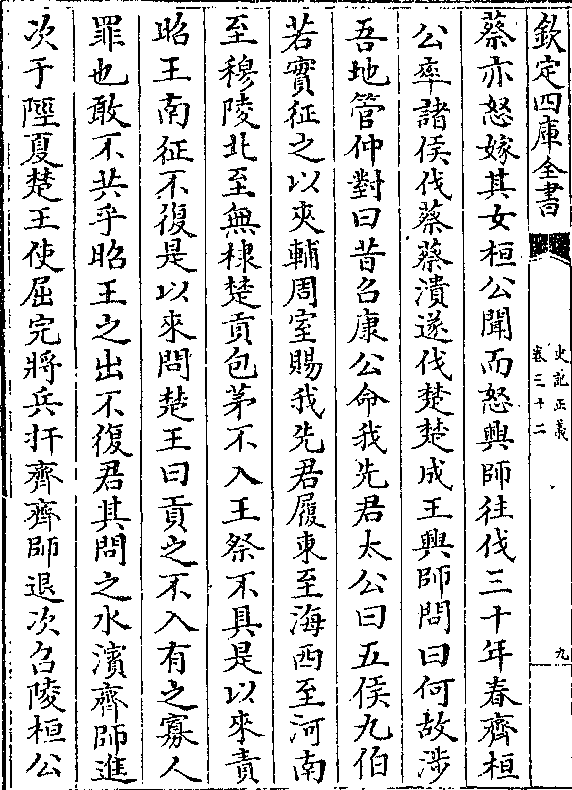 欽定四庫全書
史記正義
卷三十二
九
蔡亦怒嫁其女桓公聞而怒興師往伐三十年春齊桓
公率諸侯伐蔡蔡潰遂伐楚楚成王興師問曰何故涉
吾地管仲對曰昔召康公命我先君太公曰五侯九伯
若實征之以夾輔周室賜我先君履東至海西至河南
至穆陵北至無棣楚貢包茅不入王祭不具是以來責
昭王南征不復是以來問楚王曰貢之不入有之寡人
罪也敢不共乎昭王之出不復君其問之水濱齊師進
次于陘夏楚王使屈完將兵扞齊齊師退次召陵桓公